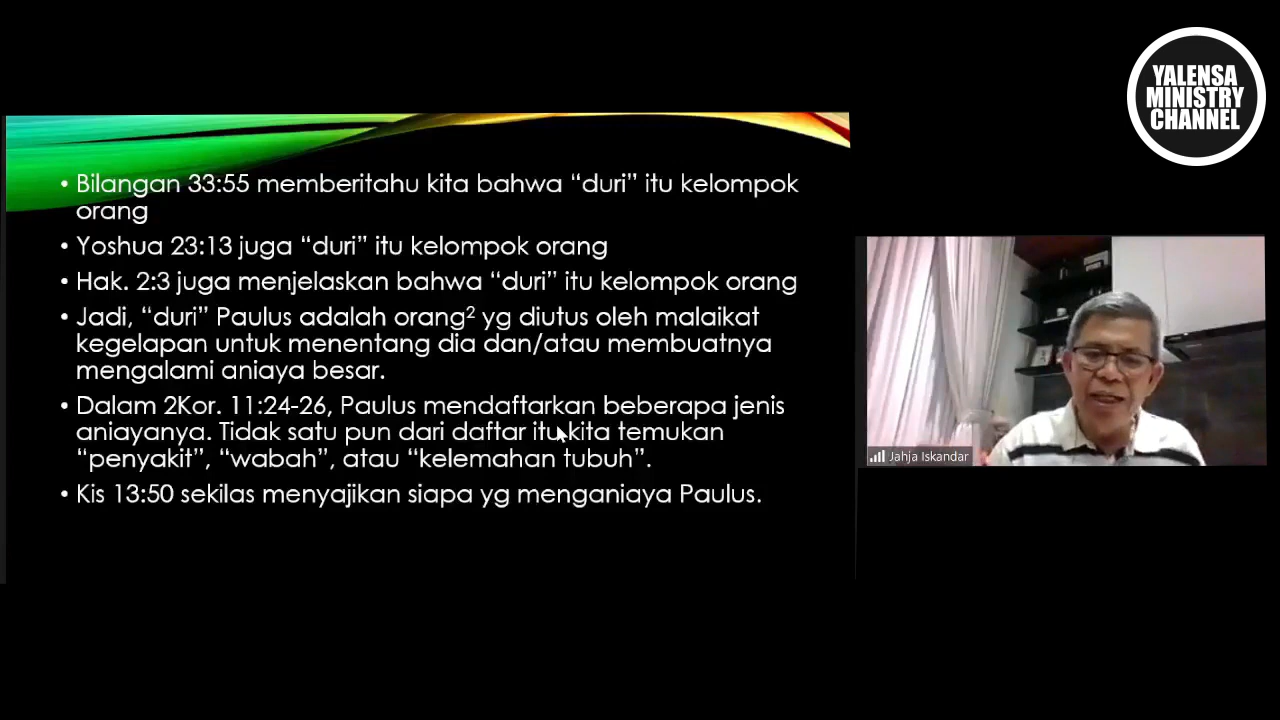 YALENSA
MINISTRY
CHANNEL
• Bilangan 33:55 memberitahu kita bahwa “duri” itu kelompok
orang
• Yoshua 23:13 juga “duri” itu kelompok orang
• Hak. 2:3 juga menjelaskan bahwa “duri” itu kelompok orang
• Jadi, “duri” Paulus adalah orang² yg diutus oleh malaikat
kegelapan untuk menentang dia dan/atau membuatnya
mengalami aniaya besar.
• Dalam 2Kor. 11:24-26, Paulus mendaftarkan beberapa jenis
aniayanya. Tidak satu pun dari daftar itu kita temukan
“penyakit”, “wabah”, atau “kelemahan tubuh”.
• Kis 13:50 sekilas menyajikan siapa yg menganiaya Paulus.
Jahja Iskandar